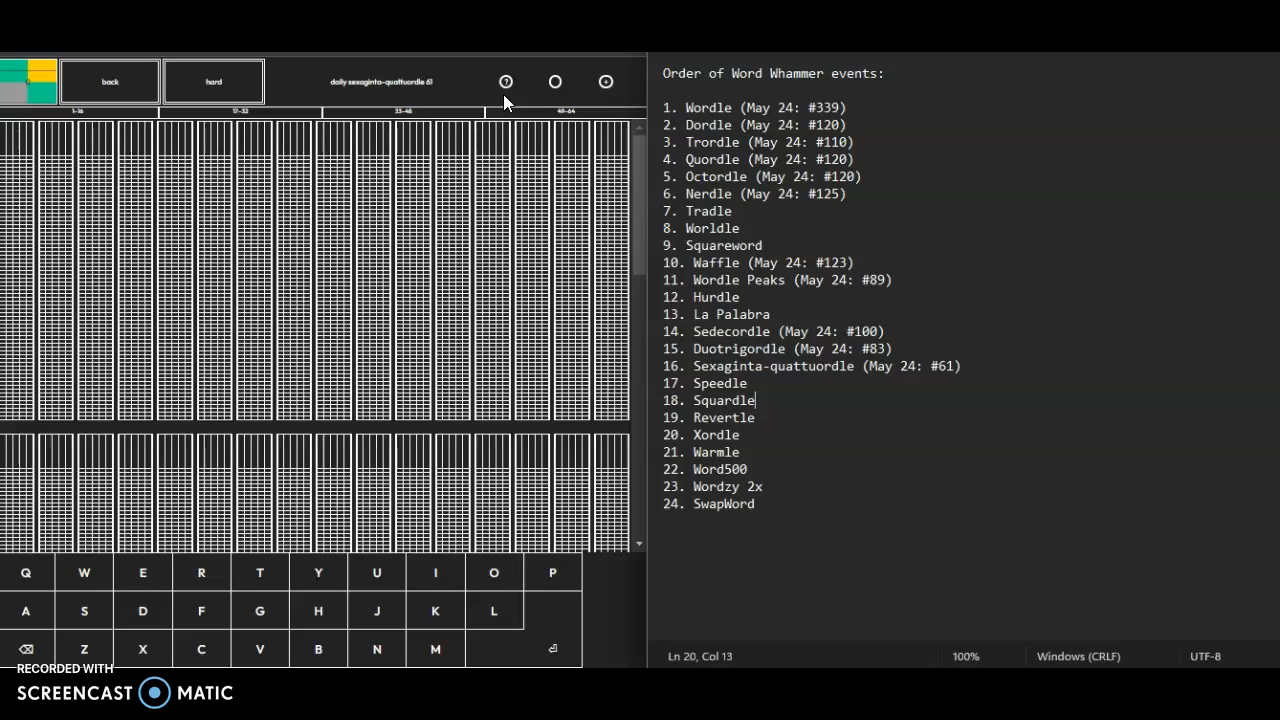 back
hard
daily sexaginta-quattuordle 61
?
+
1-16
17-32
33-48
49-64
Q W E R T Y U I O P
A S D F G H J K L
⌫ Z X C V B N M ⏎
RECORDED WITH
SCREENCAST MATIC
Order of Word Whammer events:
1. Wordle (May 24: #339)
2. Dordle (May 24: #120)
3. Trordle (May 24: #110)
4. Quordle (May 24: #120)
5. Octordle (May 24: #120)
6. Nerdle (May 24: #125)
7. Tradle
8. Worldle
9. Squareword
10. Waffle (May 24: #123)
11. Wordle Peaks (May 24: #89)
12. Hurdle
13. La Palabra
14. Sedecordle (May 24: #100)
15. Duotrigordle (May 24: #83)
16. Sexaginta-quattuordle (May 24: #61)
17. Speedle
18. Squardle
19. Revertle
20. Xordle
21. Warmle
22. Word500
23. Wordzy 2x
24. SwapWord
Ln 20, Col 13
100%
Windows (CRLF)
UTF-8